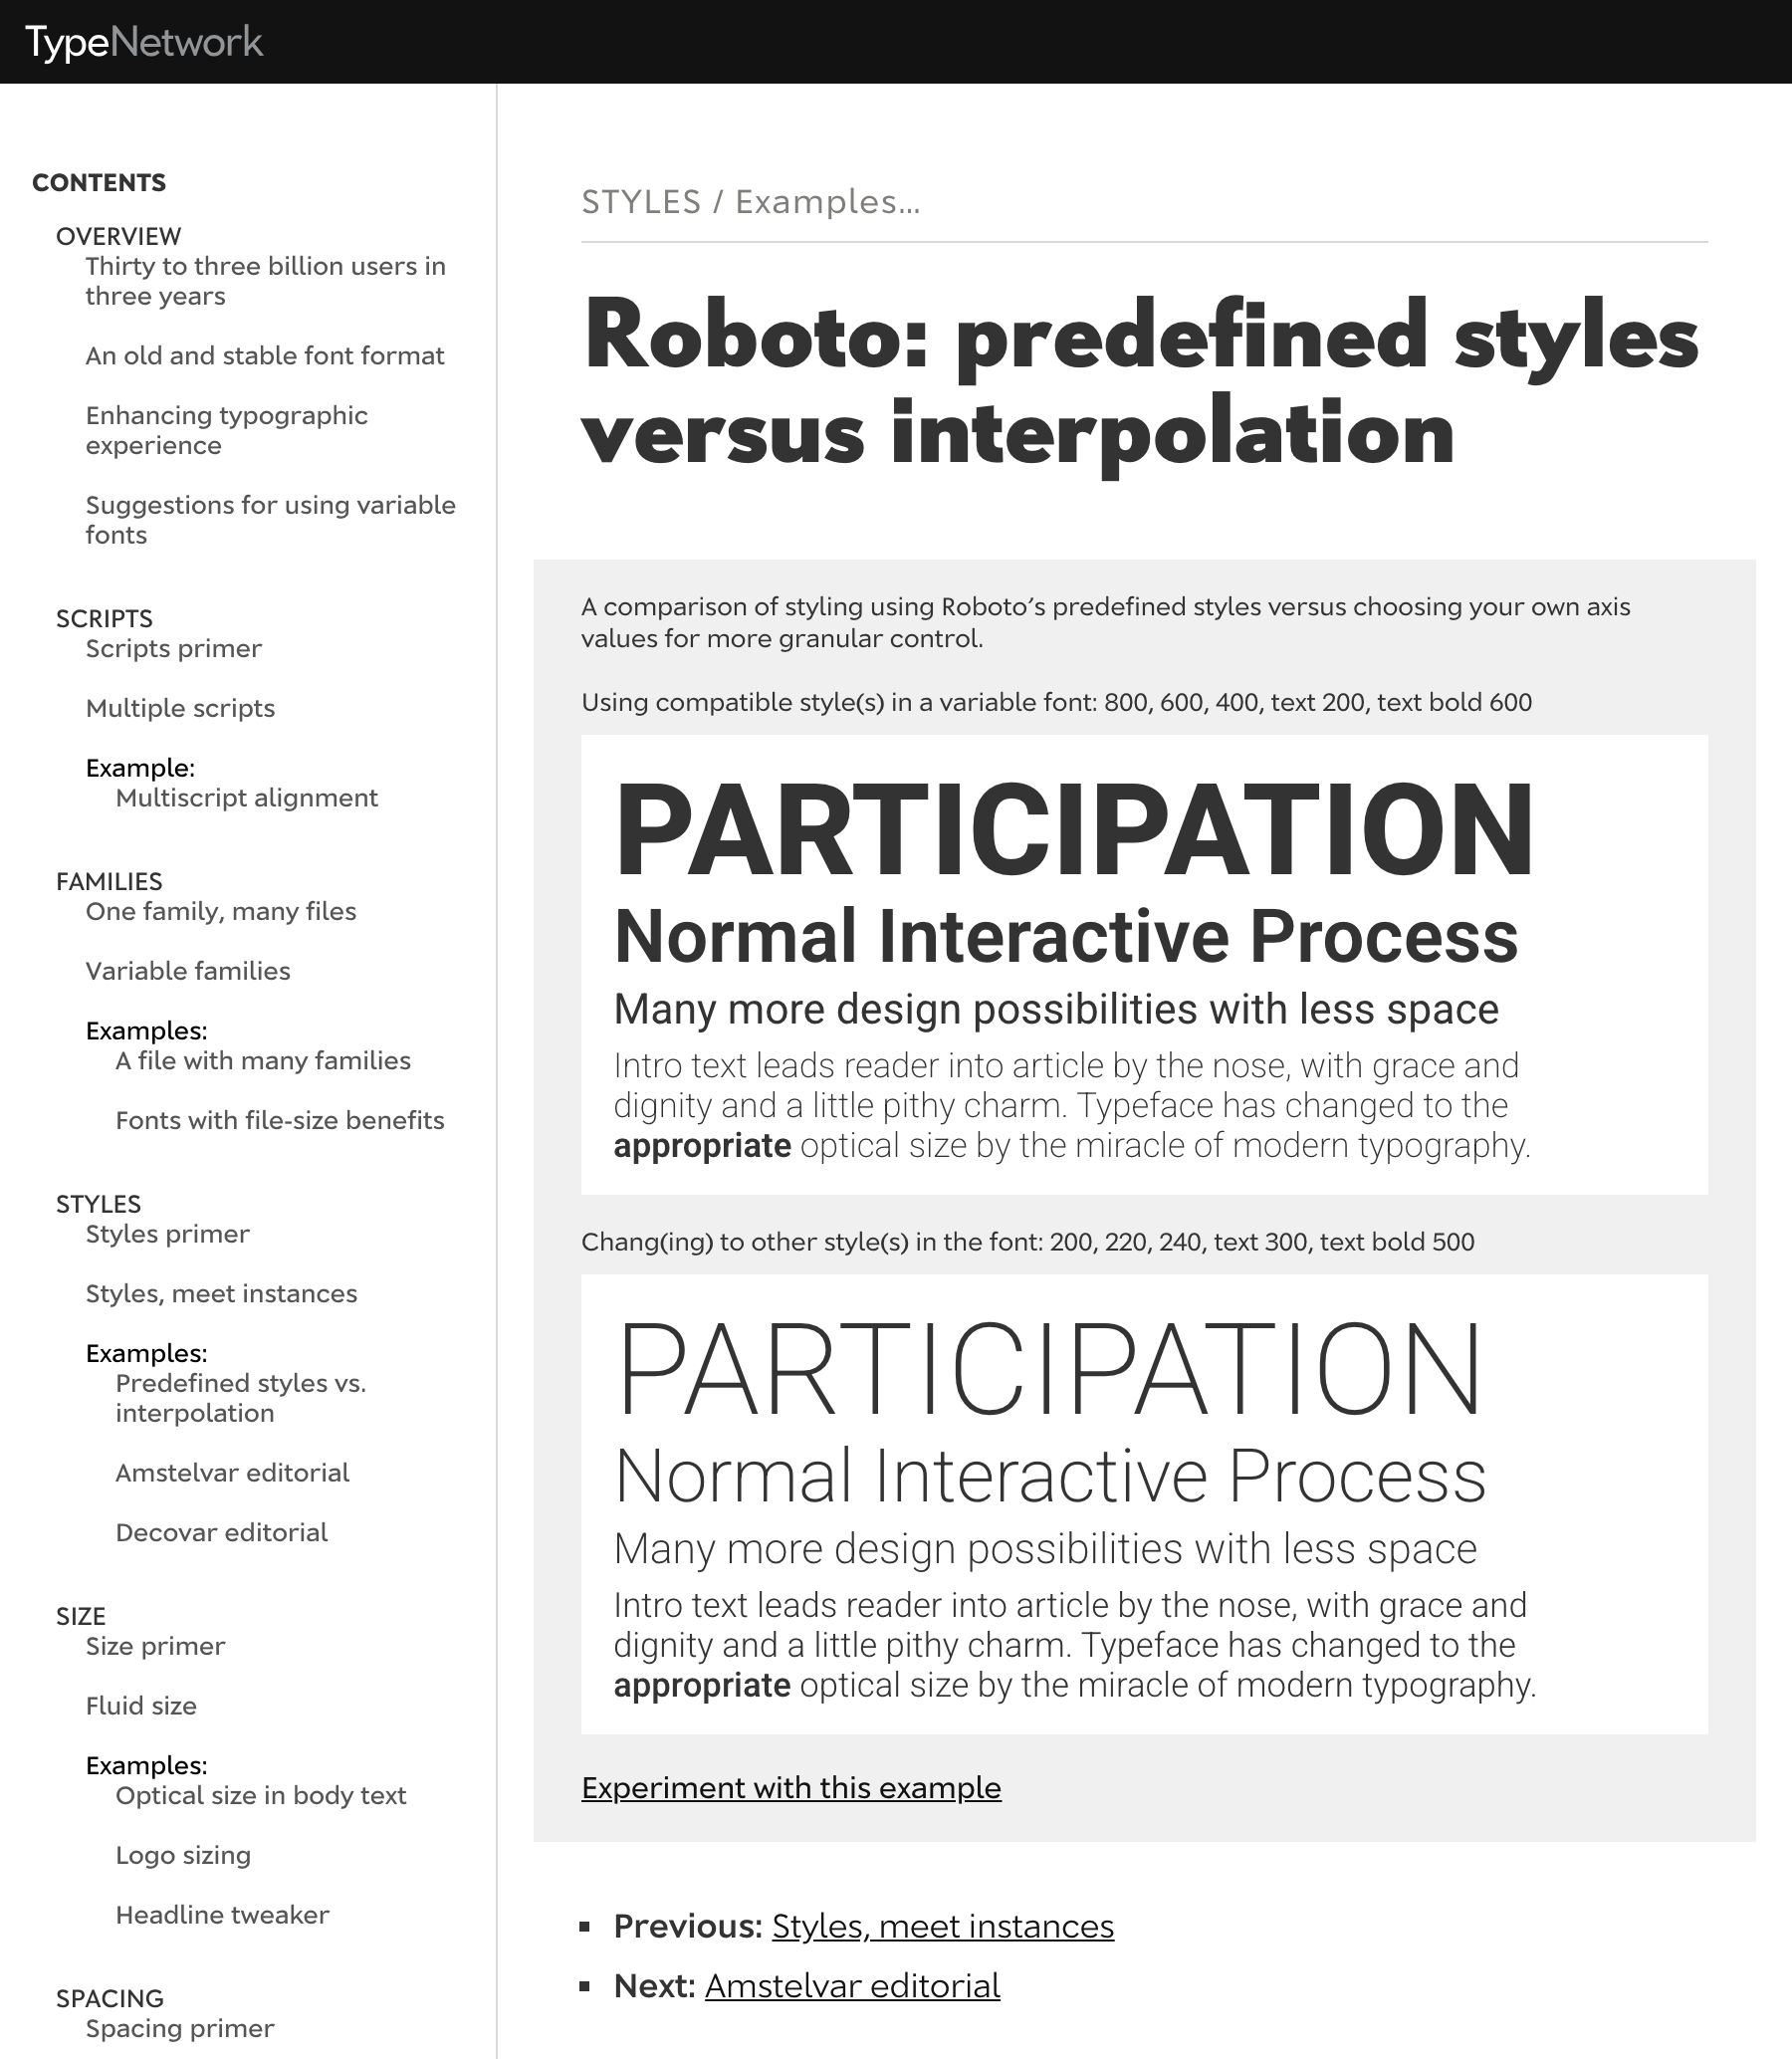 TypeNetwork
CONTENTS
OVERVIEW
Thirty to three billion users in
three years
An old and stable font format
Enhancing typographic
experience
Suggestions for using variable
fonts
SCRIPTS
Scripts primer
Multiple scripts
Example:
Multiscript alignment
FAMILIES
One family, many files
Variable families
Examples:
A file with many families
Fonts with file-size benefits
STYLES
Styles primer
Styles, meet instances
Examples:
Predefined styles vs.
interpolation
Amstelvar editorial
Decovar editorial
SIZE
Size primer
Fluid size
Examples:
Optical size in body text
Logo sizing
Headline tweaker
SPACING
Spacing primer
STYLES / Examples...
Roboto: predefined styles
versus interpolation
A comparison of styling using Roboto’s predefined styles versus choosing your own axis
values for more granular control.
Using compatible style(s) in a variable font: 800, 600, 400, text 200, text bold 600
PARTICIPATION
Normal Interactive Process
Many more design possibilities with less space
Intro text leads reader into article by the nose, with grace and
dignity and a little pithy charm. Typeface has changed to the
appropriate optical size by the miracle of modern typography.
Chang(ing) to other style(s) in the font: 200, 220, 240, text 300, text bold 500
PARTICIPATION
Normal Interactive Process
Many more design possibilities with less space
Intro text leads reader into article by the nose, with grace and
dignity and a little pithy charm. Typeface has changed to the
appropriate optical size by the miracle of modern typography.
Experiment with this example
▪ Previous: Styles, meet instances
▪ Next: Amstelvar editorial